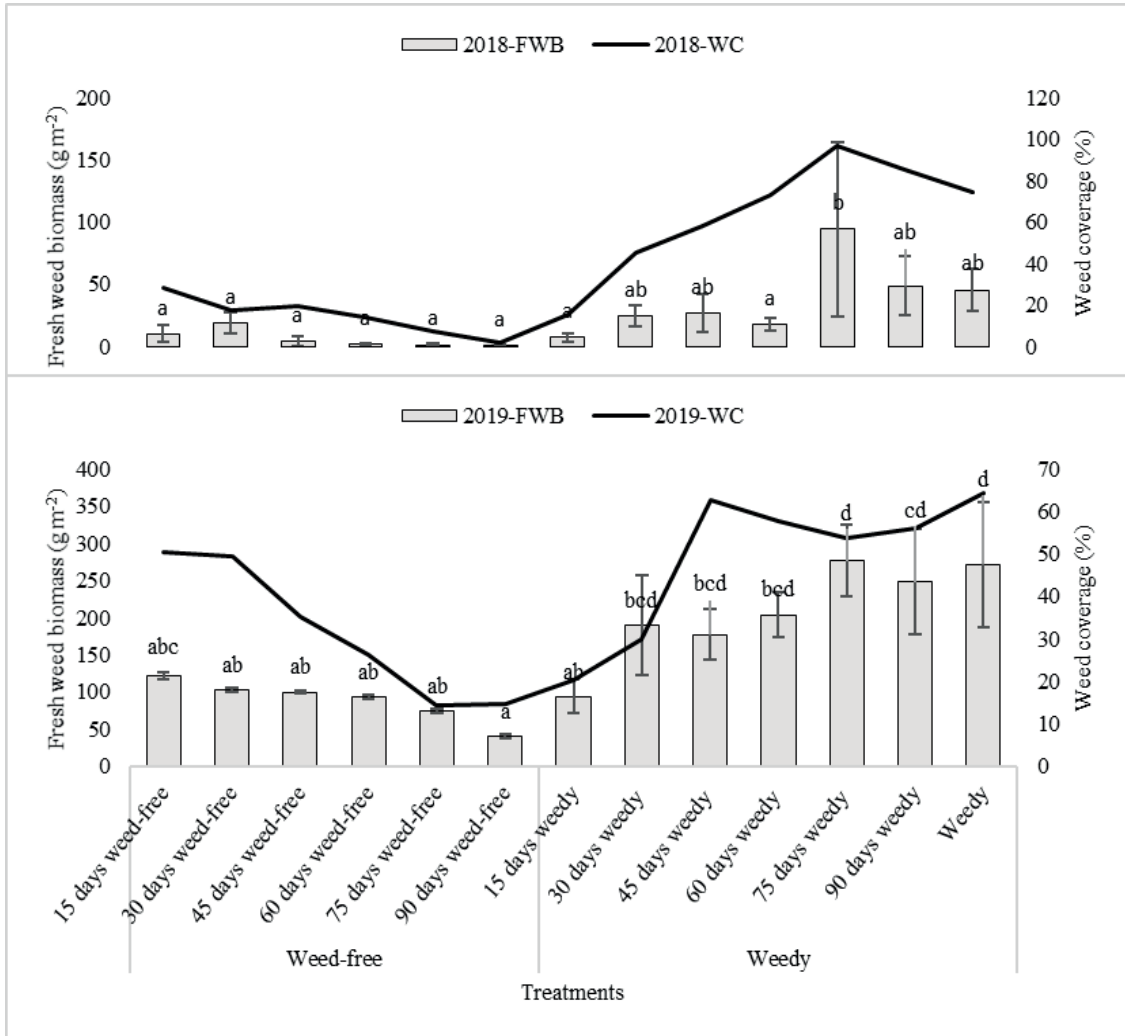 2018-FWB 2018-WC
Fresh weed biomass (gm-2)
200
150
100
50
0
a a a a a a a ab ab a b ab ab
120
100
80
60
40
20
0
Weed coverage (%)
2019-FWB 2019-WC
Fresh weed biomass (gm-2)
400
350
300
250
200
150
100
50
0
abc ab ab ab ab a ab bcd bcd bcd d cd d
70
60
50
40
30
20
10
0
Weed coverage (%)
15 days weed-free
30 days weed-free
45 days weed-free
60 days weed-free
75 days weed-free
90 days weed-free
15 days weedy
30 days weedy
45 days weedy
60 days weedy
75 days weedy
90 days weedy
Weedy
Weed-free Weedy
Treatments